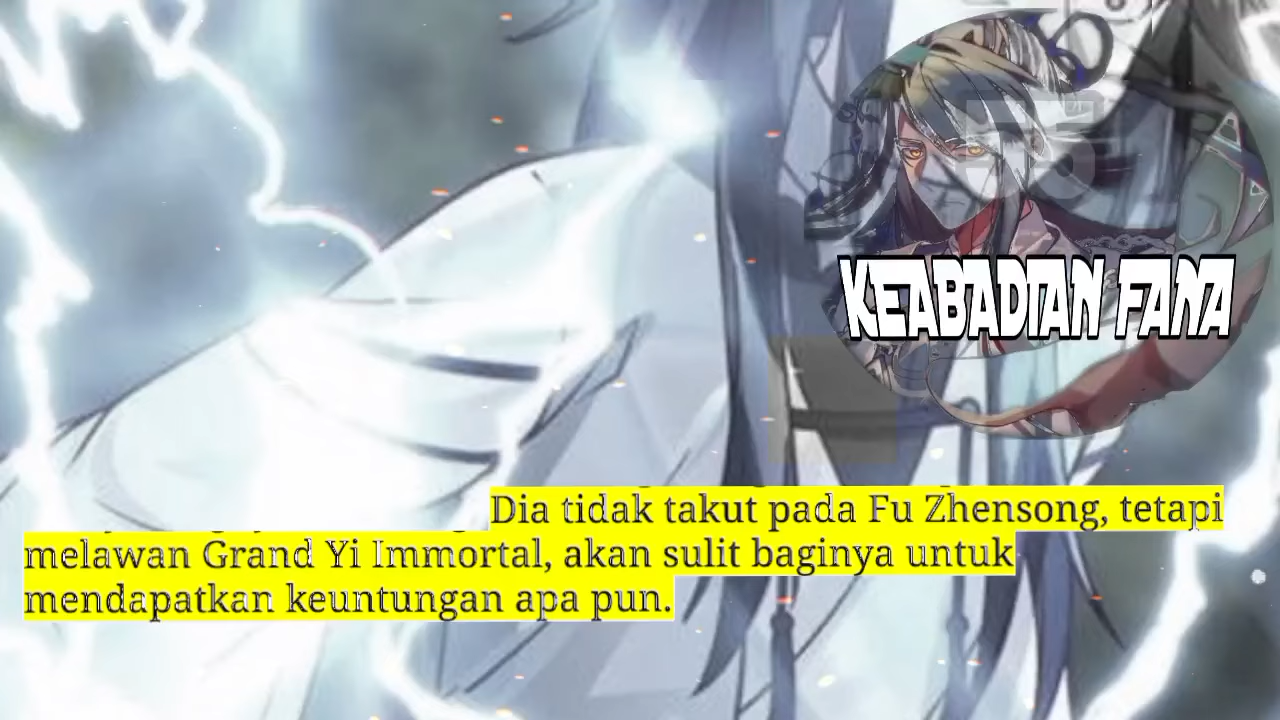 KEABADIAN FANA
Dia tidak takut pada Fu Zhensong, tetapi
melawan Grand Yi Immortal, akan sulit baginya untuk
mendapatkan keuntungan apa pun.